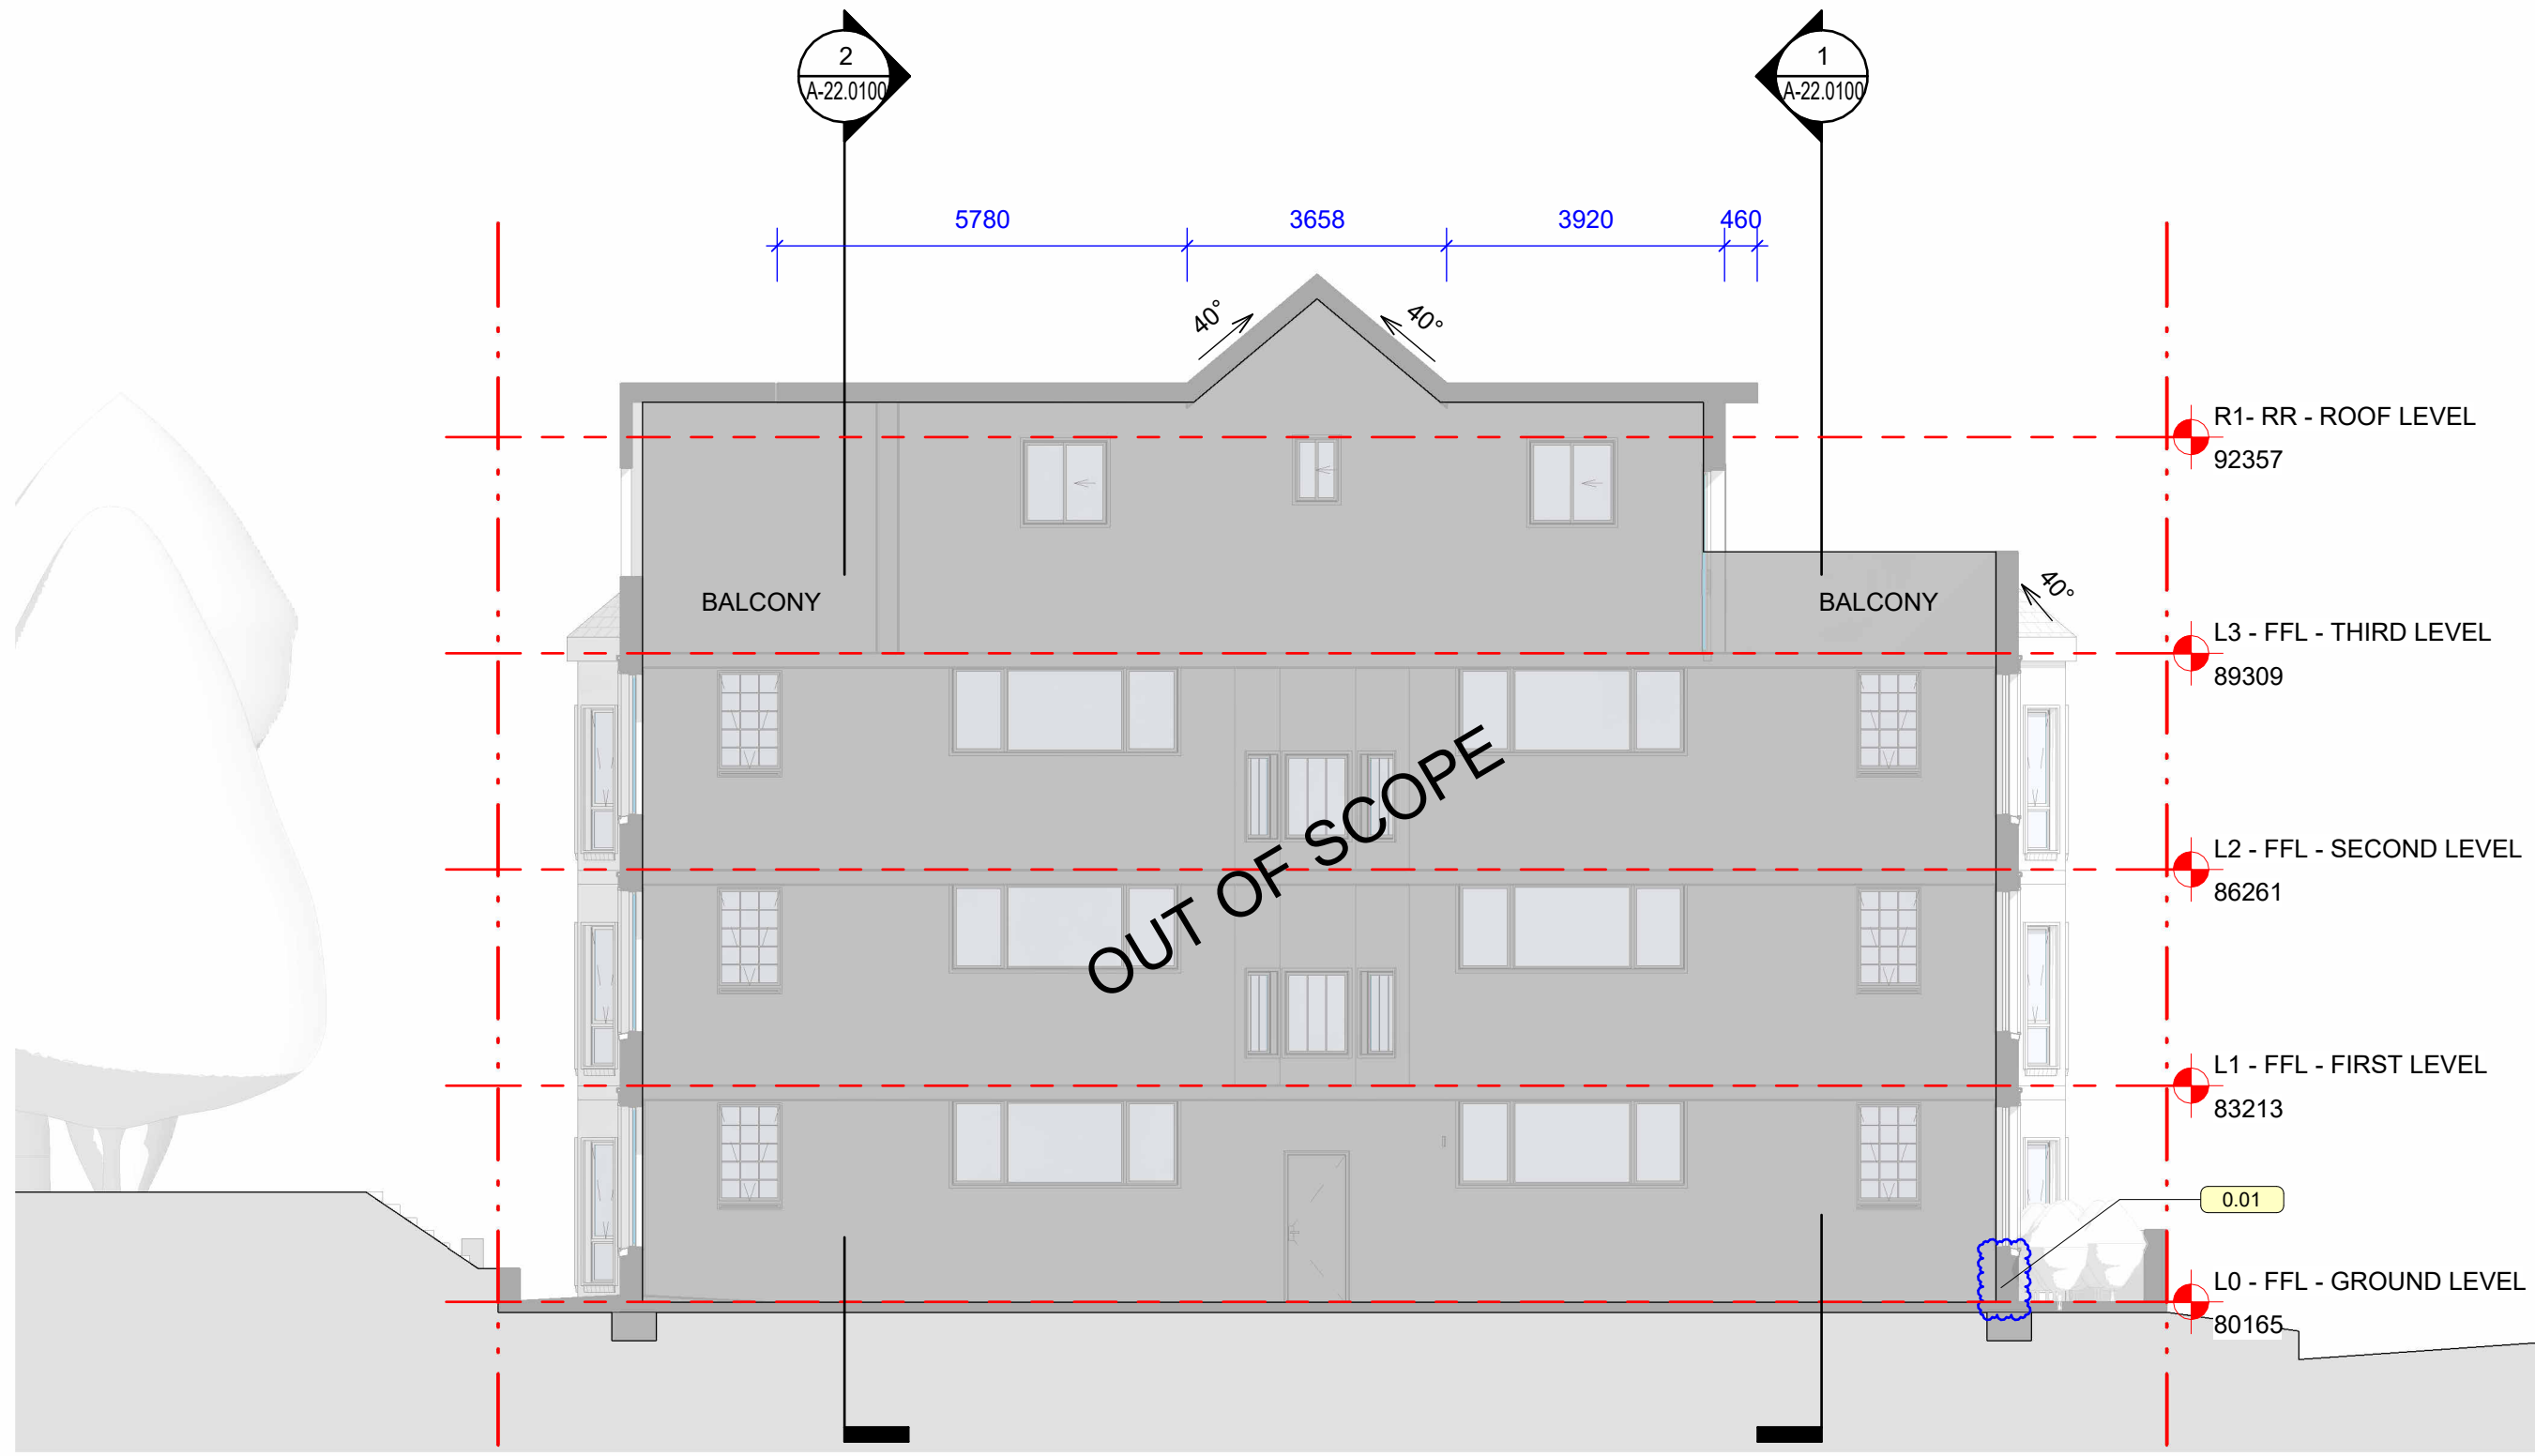 2
A-22.0100
1
A-22.0100
5780
3658
3920
460
40°
40°
R1- RR - ROOF LEVEL
92357
BALCONY
BALCONY
40°
L3 - FFL - THIRD LEVEL
89309
OUT OF SCOPE
L2 - FFL - SECOND LEVEL
86261
L1 - FFL - FIRST LEVEL
83213
0.01
L0 - FFL - GROUND LEVEL
80165